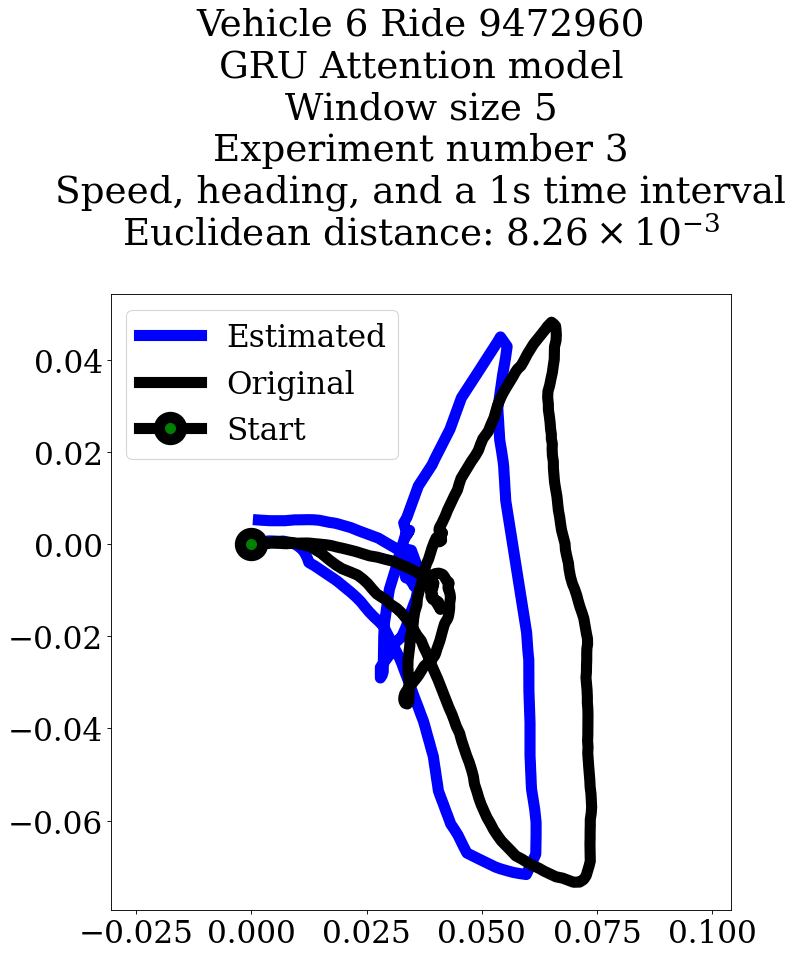 Vehicle 6 Ride 9472960
GRU Attention model
Window size 5
Experiment number 3
Speed, heading, and a 1s time interval
Euclidean distance: 8.26 × 10⁻³
Estimated
Original
Start
0.04
0.02
0.00
−0.02
−0.04
−0.06
−0.025 0.000 0.025 0.050 0.075 0.100